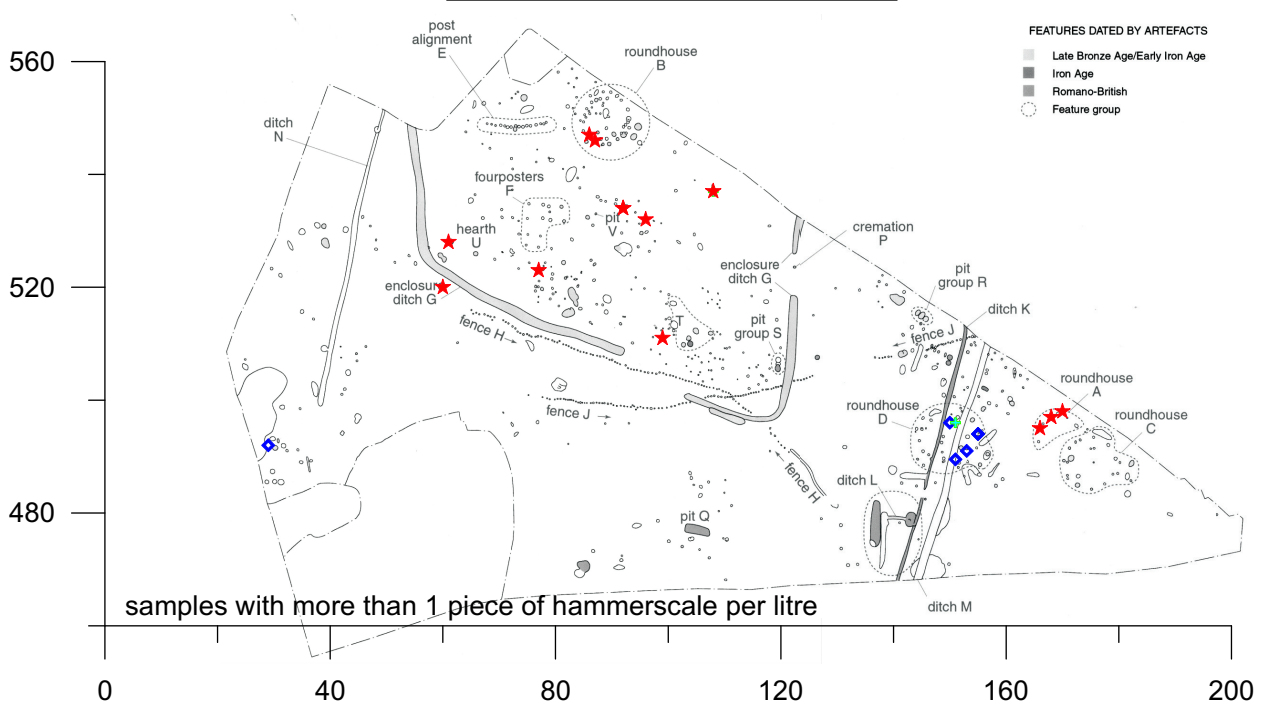 560
520
480
0
40
80
120
160
200
post
alignment
E
roundhouse
B
ditch
N
fourposters
F
hearth
U
pit
V
enclosure
ditch G
enclosure
ditch G
cremation
P
pit
group R
ditch K
fence H
T
pit
group S
fence J
roundhouse
A
roundhouse
D
roundhouse
C
fence J
fence H
ditch L
pit Q
ditch M
samples with more than 1 piece of hammerscale per litre
FEATURES DATED BY ARTEFACTS
Late Bronze Age/Early Iron Age
Iron Age
Romano-British
Feature group